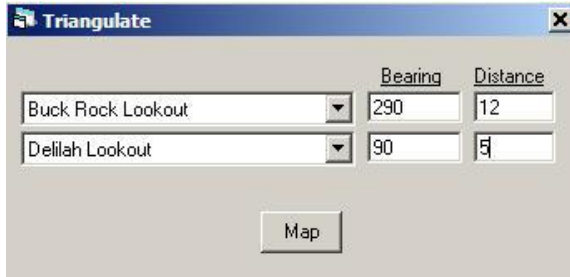 Triangulate
Bearing Distance
Buck Rock Lookout 290 12
Delilah Lookout 90 5
Map